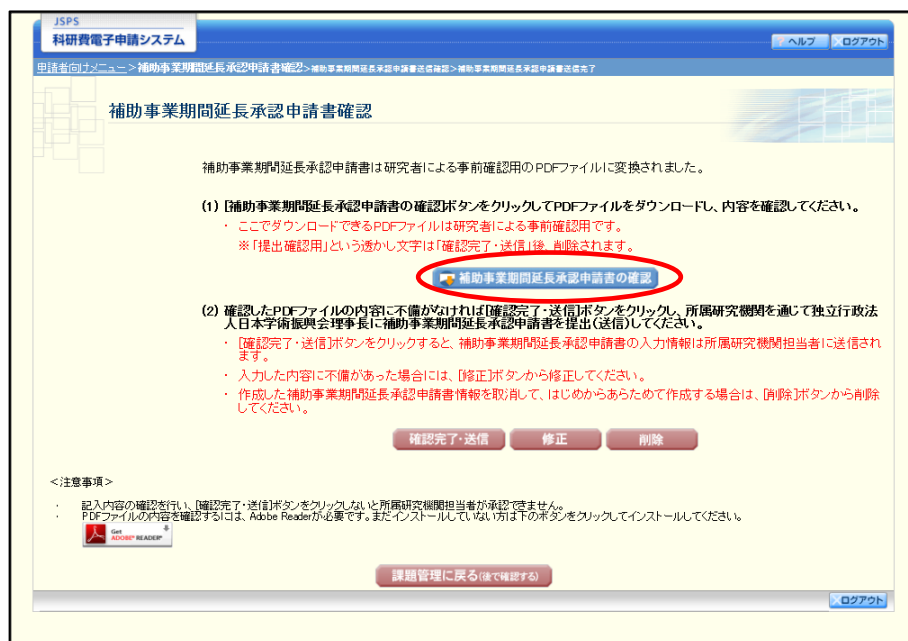 JSPS
科研費電子申請システム
ヘルプ
ログアウト
申請者向けメニュー>補助事業期間延長承認申請書確認>補助事業期間延長承認申請書送信確認>補助事業期間延長承認申請書送信完了
補助事業期間延長承認申請書確認
補助事業期間延長承認申請書は研究者による事前確認用のPDFファイルに変換されました。
(1) [補助事業期間延長承認申請書の確認]ボタンをクリックしてPDFファイルをダウンロードし、内容を確認してください。
・ ここでダウンロードできるPDFファイルは研究者による事前確認用です。
※「提出確認用」という透かし文字は「確認完了・送信」後、削除されます。
補助事業期間延長承認申請書の確認
(2) 確認したPDFファイルの内容に不備がなければ[確認完了・送信]ボタンをクリックし、所属研究機関を通じて独立行政法
人日本学術振興会理事長に補助事業期間延長承認申請書を提出(送信)してください。
・ [確認完了・送信]ボタンをクリックすると、補助事業期間延長承認申請書の入力情報は所属研究機関担当者に送信され
ます。
・ 入力した内容に不備があった場合には、[修正]ボタンから修正してください。
・ 作成した補助事業期間延長承認申請書情報を取消して、はじめからあらためて作成する場合は、[削除]ボタンから削除
してください。
確認完了・送信
修正
削除
<注意事項>
・ 記入内容の確認を行い、[確認完了・送信]ボタンをクリックしないと所属研究機関担当者が承認できません。
・ PDFファイルの内容を確認するには、Adobe Readerが必要です。まだインストールしていない方は下のボタンをクリックしてインストールしてください。
Get
ADOBE® READER®
課題管理に戻る(後で確認する)
ログアウト